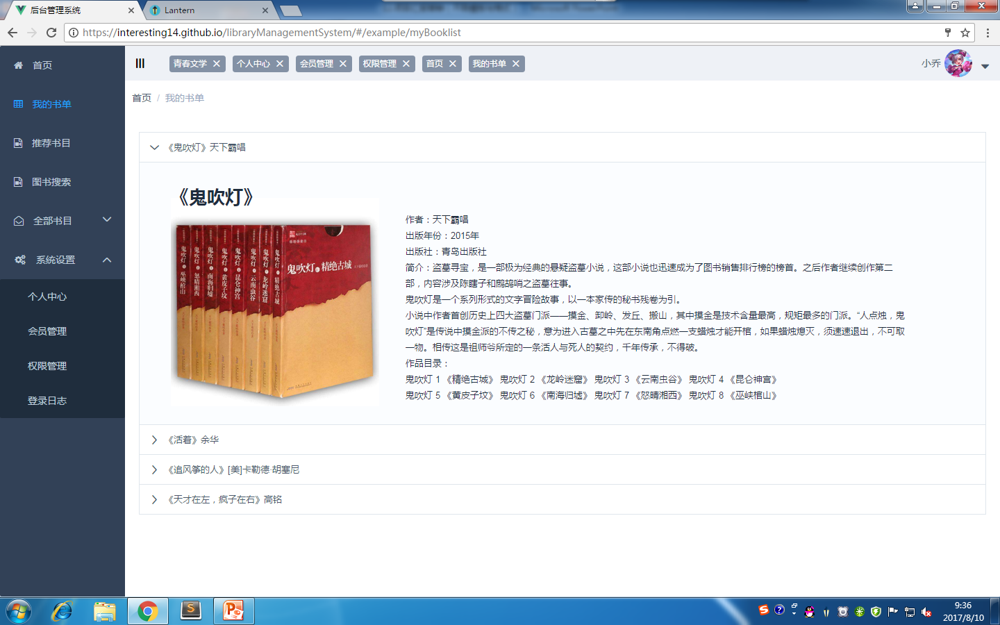 后台管理系统
Lantern
https://interesting14.github.io/libraryManagementSystem/#/example/myBooklist
首页
我的书单
推荐书目
图书搜索
全部书目
系统设置
个人中心
会员管理
权限管理
登录日志
青春文学 个人中心 会员管理 权限管理 首页 我的书单
小乔
首页 / 我的书单
《鬼吹灯》天下霸唱
《鬼吹灯》
鬼吹灯 精绝古城
作者：天下霸唱
出版年份：2015年
出版社：青岛出版社
简介：盗墓寻宝，是一部极为经典的悬疑盗墓小说，这部小说也迅速成为了图书销售排行榜的榜首。之后作者继续创作第二
部，内容涉及陈瞎子和鹧鸪哨之盗墓往事。
鬼吹灯是一个系列形式的文字冒险故事，以一本家传的秘书残卷为引。
小说中作者首创历史上四大盗墓门派——摸金、卸岭、发丘、搬山，其中摸金是技术含量最高，规矩最多的门派。“人点烛，鬼
吹灯”是传说中摸金派的不传之秘，意为进入古墓之中先在东南角点燃一支蜡烛才能开棺，如果蜡烛熄灭，须速速退出，不可取
一物。相传这是祖师爷所定的一条活人与死人的契约，千年传承，不得破。
作品目录：
鬼吹灯 1 《精绝古城》 鬼吹灯 2 《龙岭迷窟》 鬼吹灯 3 《云南虫谷》 鬼吹灯 4 《昆仑神宫》
鬼吹灯 5 《黄皮子坟》 鬼吹灯 6 《南海归墟》 鬼吹灯 7 《怒晴湘西》 鬼吹灯 8 《巫峡棺山》
《活着》余华
《追风筝的人》[美]卡勒德·胡塞尼
《天才在左，疯子在右》高铭
9:36
2017/8/10